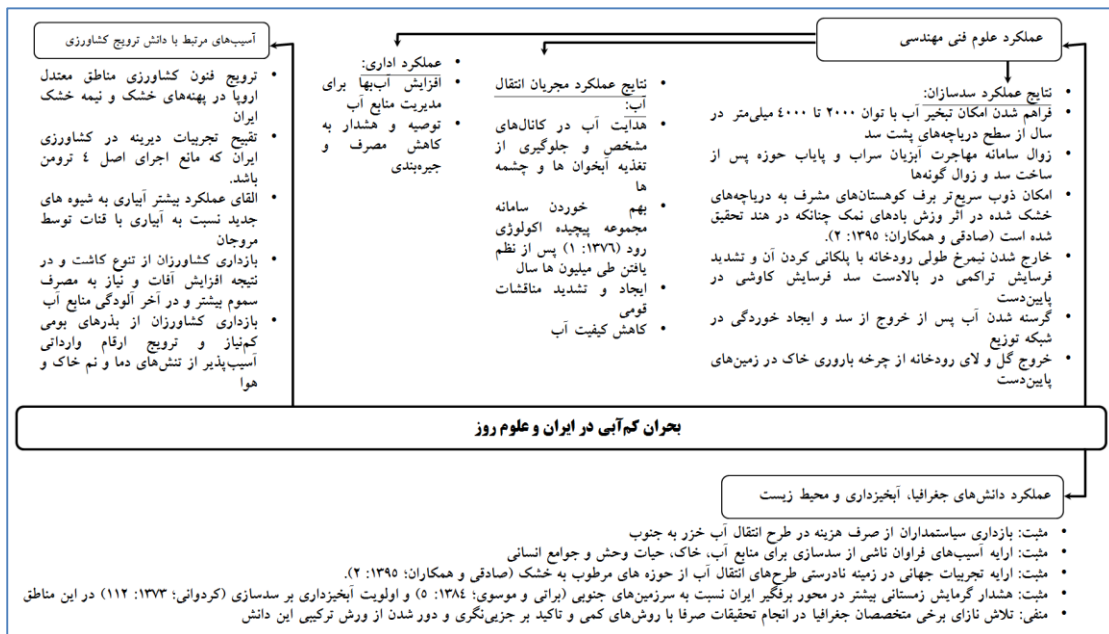 عملکرد علوم فنی مهندسی
نتایج عملکرد سدسازان:
فراهم شدن امکان تبخیر آب با توان ۲۰۰۰ تا ۴۰۰۰ میلی‌متر در
سال از سطح دریاچه‌های پشت سد
زوال سامانه مهاجرت آبزیان سراب و پایاب حوزه پس از
ساخت سد و زوال گونه‌ها
امکان ذوب سریع‌تر برف کوهستان‌های مشرف به دریاچه‌های
خشک شده در اثر وزش بادهای نمک چنانکه در هند تحقیق
شده است (صادقی و همکاران؛ ۱۳۹۵: ۲).
خارج شدن نیمرخ طولی رودخانه با پلکانی کردن آن و تشدید
فرسایش تراکمی در بالادست سد فرسایش کاوشی در
پایین‌دست
گرسنه شدن آب پس از خروج از سد و ایجاد خوردگی در
شبکه توزیع
خروج گل و لای رودخانه از چرخه باروری خاک در زمین‌های
پایین‌دست
نتایج عملکرد مجریان انتقال
آب:
هدایت آب در کانال‌های
مشخص و جلوگیری از
تغذیه آبخوان ها و چشمه
ها
بهم خوردن سامانه
مجموعه پیچیده اکولوژی
رود (۱۳۷۶: ۱) پس از نظم
یافتن طی میلیون ها سال
ایجاد و تشدید مناقشات
قومی
کاهش کیفیت آب
عملکرد اداری:
افزایش آب‌بها برای
مدیریت منابع آب
توصیه و هشدار به
کاهش مصرف و
جیره‌بندی
آسیب‌های مرتبط با دانش ترویج کشاورزی
ترویج فنون کشاورزی مناطق معتدل
اروپا در پهنه‌های خشک و نیمه خشک
ایران
تقبیح تجربیات دیرینه در کشاورزی
ایران که مانع اجرای اصل ۴ ترومن
باشد.
القای عملکرد بیشتر آبیاری به شیوه های
جدید نسبت به آبیاری با قنات توسط
مروجان
بازداری کشاورزان از تنوع کاشت و در
نتیجه افزایش آفات و نیاز به مصرف
سموم بیشتر و در آخر آلودگی منابع آب
بازداری کشاورزان از بذرهای بومی
کم‌نیاز و ترویج ارقام وارداتی
آسیب‌پذیر از تنش‌های دما و نم خاک و
هوا
بحران کم‌آبی در ایران و علوم روز
عملکرد دانش‌های جغرافیا، آبخیزداری و محیط زیست
مثبت: بازداری سیاستمداران از صرف هزینه در طرح انتقال آب خزر به جنوب
مثبت: ارایه آسیب‌های فراوان ناشی از سدسازی برای منابع آب، خاک، حیات وحش و جوامع انسانی
مثبت: ارایه تجربیات جهانی در زمینه نادرستی طرح‌های انتقال آب از حوزه های مرطوب به خشک (صادقی و همکاران؛ ۱۳۹۵: ۲).
مثبت: هشدار گرمایش زمستانی بیشتر در محور برفگیر ایران نسبت به سرزمین‌های جنوبی (براتی و موسوی؛ ۱۳۸۴: ۵) و اولویت آبخیزداری بر سدسازی (کردوانی؛ ۱۳۷۳: ۱۱۲) در این مناطق
منفی: تلاش نازای برخی متخصصان جغرافیا در انجام تحقیقات صرفا با روش‌های کمی و تاکید بر جزیی‌نگری و دور شدن از ورش ترکیبی این دانش